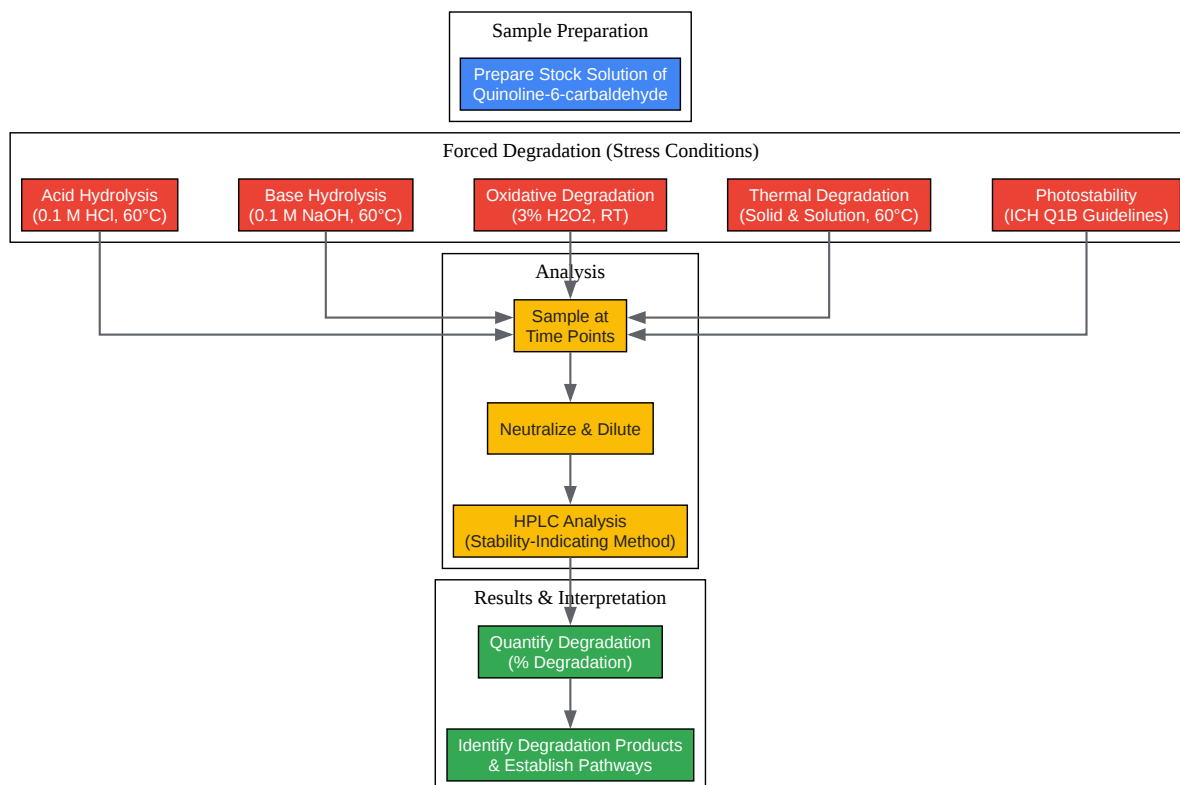 Sample Preparation
Prepare Stock Solution of
Quinoline-6-carbaldehyde
Forced Degradation (Stress Conditions)
Acid Hydrolysis
(0.1 M HCl, 60°C)
Base Hydrolysis
(0.1 M NaOH, 60°C)
Oxidative Degradation
(3% H2O2, RT)
Thermal Degradation
(Solid & Solution, 60°C)
Photostability
(ICH Q1B Guidelines)
Analysis
Sample at
Time Points
Neutralize & Dilute
HPLC Analysis
(Stability-Indicating Method)
Results & Interpretation
Quantify Degradation
(% Degradation)
Identify Degradation Products
& Establish Pathways